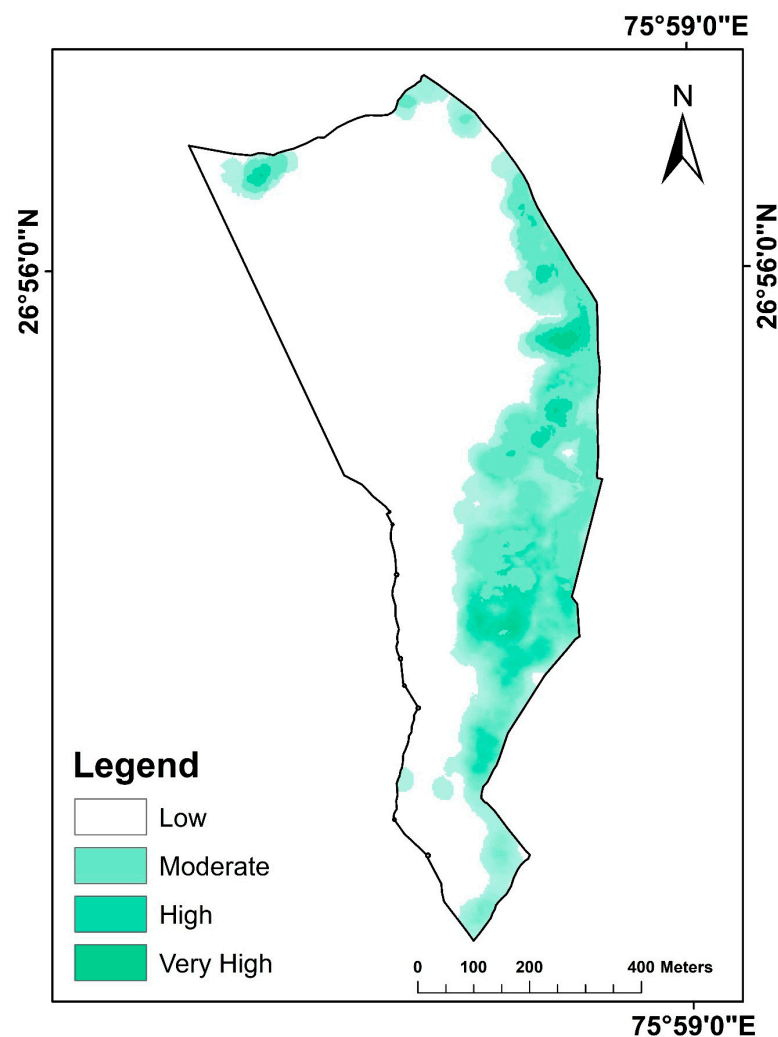 75°59'0"E
N
26°56'0"N
26°56'0"N
Legend
Low
Moderate
High
Very High
0 100 200 400 Meters
75°59'0"E